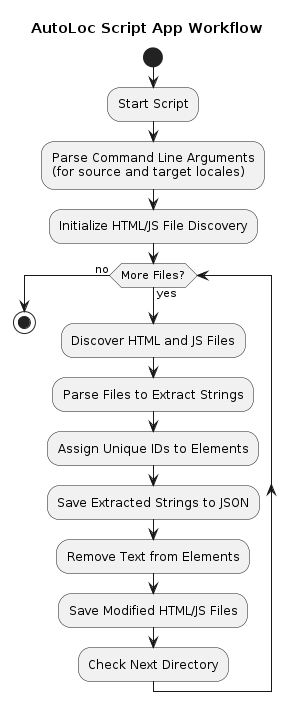 AutoLoc Script App Workflow
Start Script
Parse Command Line Arguments
(for source and target locales)
Initialize HTML/JS File Discovery
no
More Files?
yes
Discover HTML and JS Files
Parse Files to Extract Strings
Assign Unique IDs to Elements
Save Extracted Strings to JSON
Remove Text from Elements
Save Modified HTML/JS Files
Check Next Directory